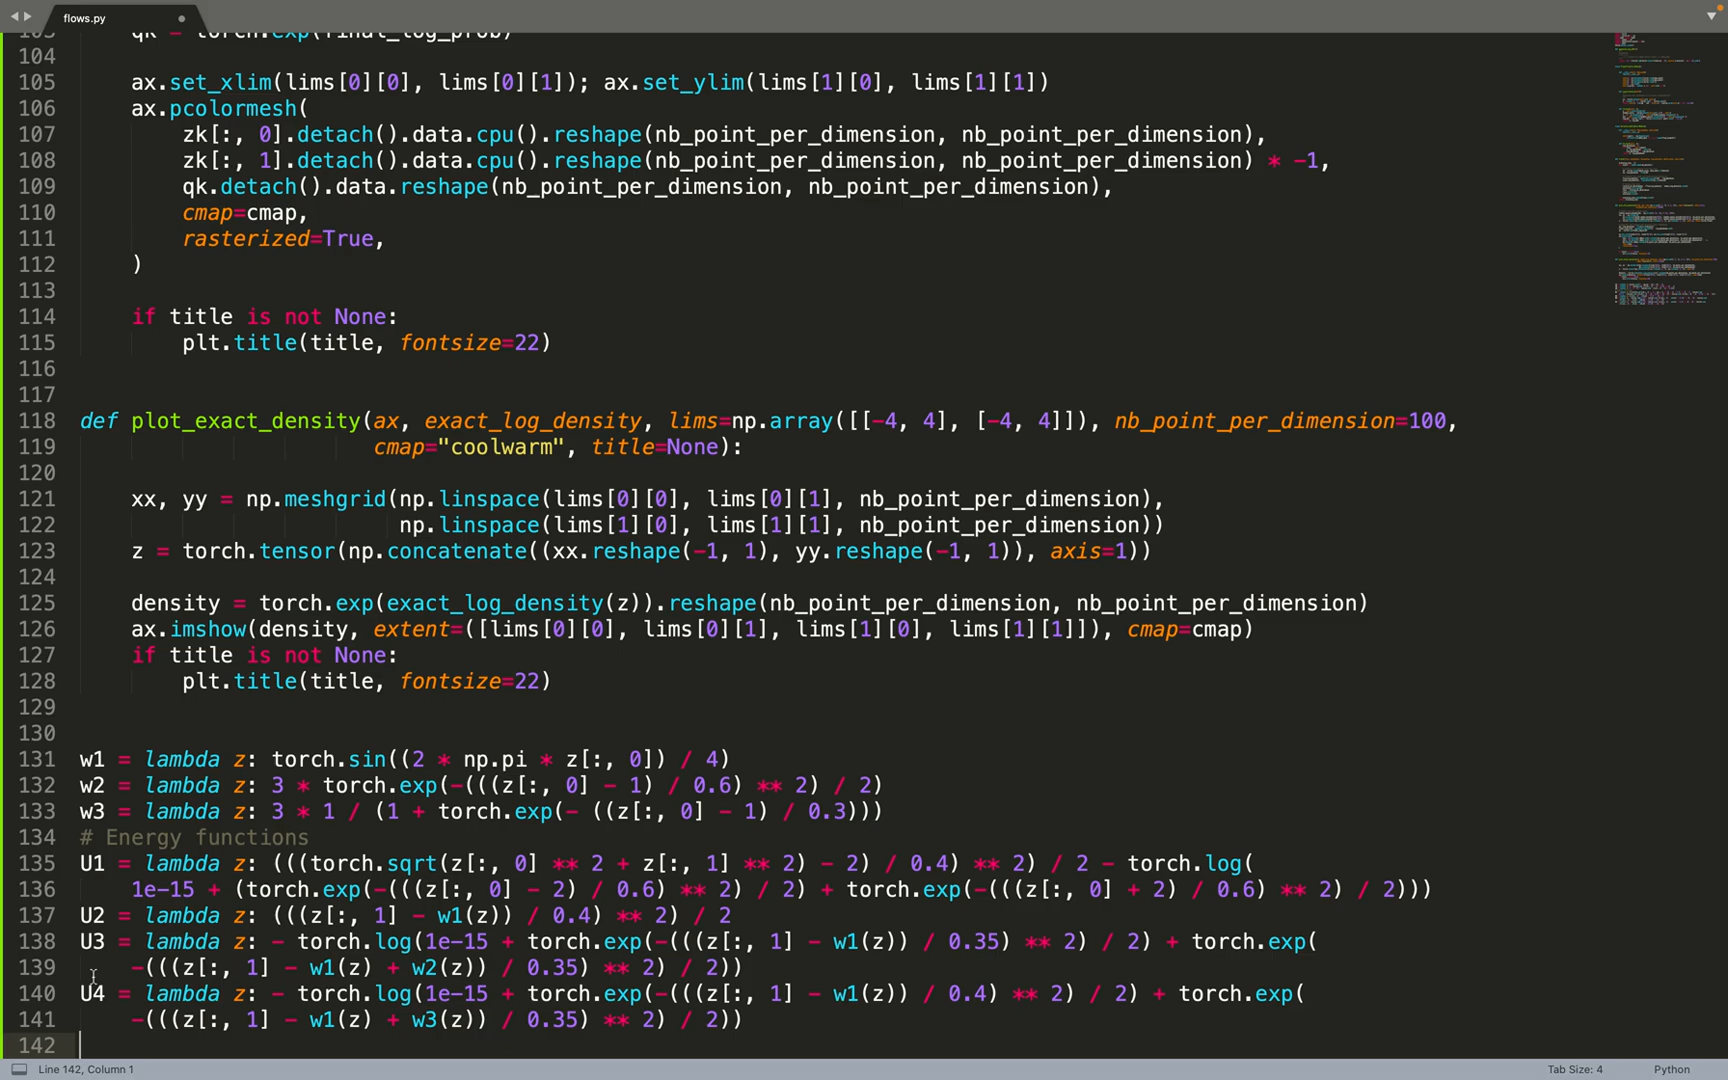 flows.py
103 qk = torch.exp(final_log_prob)
104
105 ax.set_xlim(lims[0][0], lims[0][1]); ax.set_ylim(lims[1][0], lims[1][1])
106 ax.pcolormesh(
107 zk[:, 0].detach().data.cpu().reshape(nb_point_per_dimension, nb_point_per_dimension),
108 zk[:, 1].detach().data.cpu().reshape(nb_point_per_dimension, nb_point_per_dimension) * -1,
109 qk.detach().data.reshape(nb_point_per_dimension, nb_point_per_dimension),
110 cmap=cmap,
111 rasterized=True,
112 )
113
114 if title is not None:
115 plt.title(title, fontsize=22)
116
117
118 def plot_exact_density(ax, exact_log_density, lims=np.array([[-4, 4], [-4, 4]]), nb_point_per_dimension=100,
119 cmap="coolwarm", title=None):
120
121 xx, yy = np.meshgrid(np.linspace(lims[0][0], lims[0][1], nb_point_per_dimension),
122 np.linspace(lims[1][0], lims[1][1], nb_point_per_dimension))
123 z = torch.tensor(np.concatenate((xx.reshape(-1, 1), yy.reshape(-1, 1)), axis=1))
124
125 density = torch.exp(exact_log_density(z)).reshape(nb_point_per_dimension, nb_point_per_dimension)
126 ax.imshow(density, extent=([lims[0][0], lims[0][1], lims[1][0], lims[1][1]]), cmap=cmap)
127 if title is not None:
128 plt.title(title, fontsize=22)
129
130
131 w1 = lambda z: torch.sin((2 * np.pi * z[:, 0]) / 4)
132 w2 = lambda z: 3 * torch.exp(-(((z[:, 0] - 1) / 0.6) ** 2) / 2)
133 w3 = lambda z: 3 * 1 / (1 + torch.exp(- ((z[:, 0] - 1) / 0.3)))
134 # Energy functions
135 U1 = lambda z: (((torch.sqrt(z[:, 0] ** 2 + z[:, 1] ** 2) - 2) / 0.4) ** 2) / 2 - torch.log(
136 1e-15 + (torch.exp(-(((z[:, 0] - 2) / 0.6) ** 2) / 2) + torch.exp(-(((z[:, 0] + 2) / 0.6) ** 2) / 2)))
137 U2 = lambda z: (((z[:, 1] - w1(z)) / 0.4) ** 2) / 2
138 U3 = lambda z: - torch.log(1e-15 + torch.exp(-(((z[:, 1] - w1(z)) / 0.35) ** 2) / 2) + torch.exp(
139 -(((z[:, 1] - w1(z) + w2(z)) / 0.35) ** 2) / 2))
140 U4 = lambda z: - torch.log(1e-15 + torch.exp(-(((z[:, 1] - w1(z)) / 0.4) ** 2) / 2) + torch.exp(
141 -(((z[:, 1] - w1(z) + w3(z)) / 0.35) ** 2) / 2))
142
Line 142, Column 1
Tab Size: 4
Python